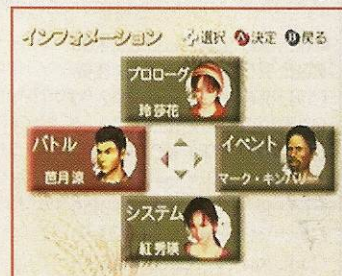 インフォメーション 選択 A 決定 B 戻る
プロローグ
玲莎花
バトル
芭月涼
イベント
マーク・キンバリー
システム
紅秀瑛